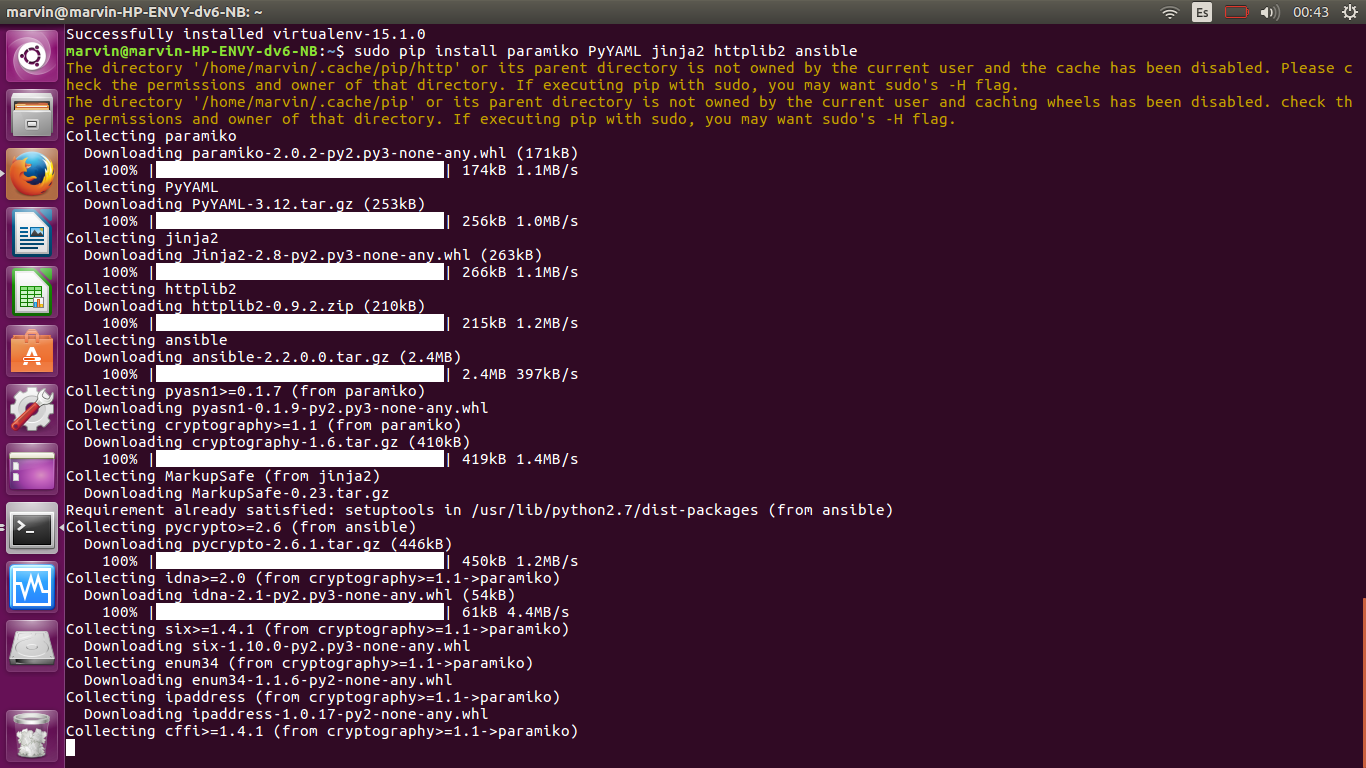 marvin@marvin-HP-ENVY-dv6-NB: ~
Es
00:43
Successfully installed virtualenv-15.1.0
marvin@marvin-HP-ENVY-dv6-NB:~$ sudo pip install paramiko PyYAML jinja2 httplib2 ansible
The directory '/home/marvin/.cache/pip/http' or its parent directory is not owned by the current user and the cache has been disabled. Please c
heck the permissions and owner of that directory. If executing pip with sudo, you may want sudo's -H flag.
The directory '/home/marvin/.cache/pip' or its parent directory is not owned by the current user and caching wheels has been disabled. check th
e permissions and owner of that directory. If executing pip with sudo, you may want sudo's -H flag.
Collecting paramiko
  Downloading paramiko-2.0.2-py2.py3-none-any.whl (171kB)
    100% | | 174kB 1.1MB/s
Collecting PyYAML
  Downloading PyYAML-3.12.tar.gz (253kB)
    100% | | 256kB 1.0MB/s
Collecting jinja2
  Downloading Jinja2-2.8-py2.py3-none-any.whl (263kB)
    100% | | 266kB 1.1MB/s
Collecting httplib2
  Downloading httplib2-0.9.2.zip (210kB)
    100% | | 215kB 1.2MB/s
Collecting ansible
  Downloading ansible-2.2.0.0.tar.gz (2.4MB)
    100% | | 2.4MB 397kB/s
Collecting pyasn1>=0.1.7 (from paramiko)
  Downloading pyasn1-0.1.9-py2.py3-none-any.whl
Collecting cryptography>=1.1 (from paramiko)
  Downloading cryptography-1.6.tar.gz (410kB)
    100% | | 419kB 1.4MB/s
Collecting MarkupSafe (from jinja2)
  Downloading MarkupSafe-0.23.tar.gz
Requirement already satisfied: setuptools in /usr/lib/python2.7/dist-packages (from ansible)
Collecting pycrypto>=2.6 (from ansible)
  Downloading pycrypto-2.6.1.tar.gz (446kB)
    100% | | 450kB 1.2MB/s
Collecting idna>=2.0 (from cryptography>=1.1->paramiko)
  Downloading idna-2.1-py2.py3-none-any.whl (54kB)
    100% | | 61kB 4.4MB/s
Collecting six>=1.4.1 (from cryptography>=1.1->paramiko)
  Downloading six-1.10.0-py2.py3-none-any.whl
Collecting enum34 (from cryptography>=1.1->paramiko)
  Downloading enum34-1.1.6-py2-none-any.whl
Collecting ipaddress (from cryptography>=1.1->paramiko)
  Downloading ipaddress-1.0.17-py2-none-any.whl
Collecting cffi>=1.4.1 (from cryptography>=1.1->paramiko)